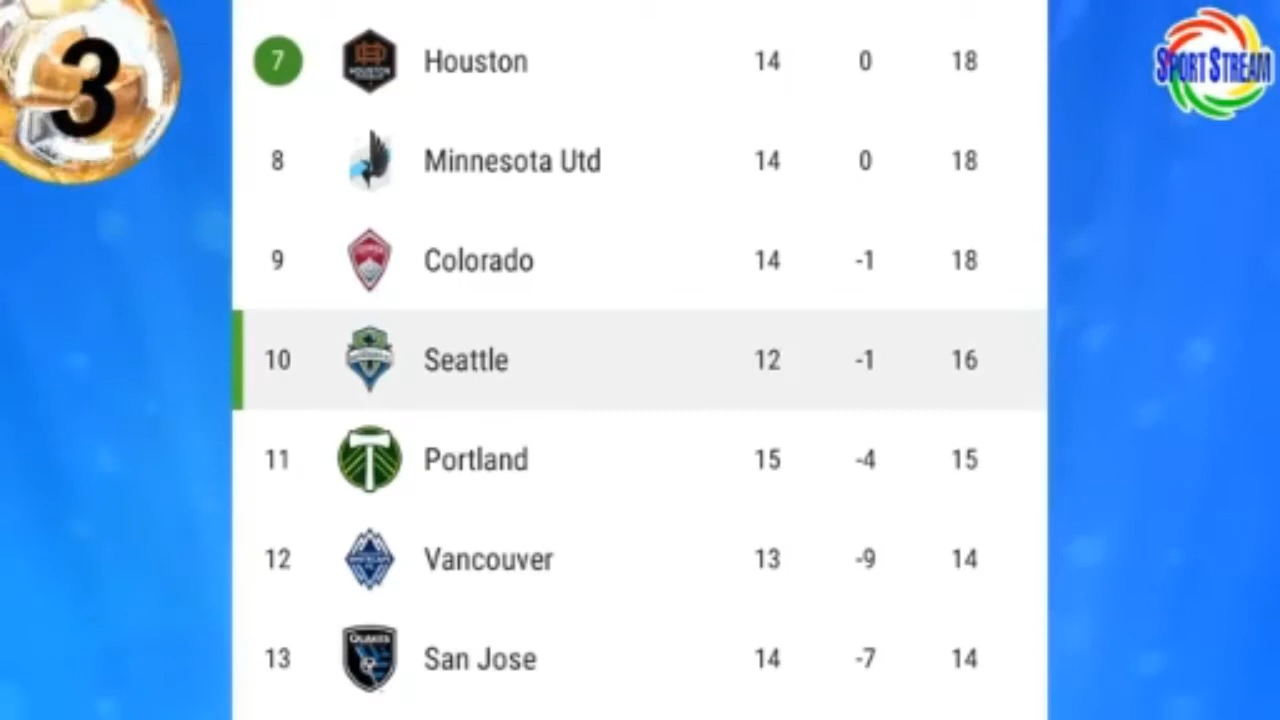 3
SPORT STREAM
7 HOUSTON Houston 14 0 18
8 Minnesota Utd 14 0 18
9 Colorado 14 -1 18
10 Seattle 12 -1 16
11 Portland 15 -4 15
12 Vancouver 13 -9 14
13 QUAKES San Jose 14 -7 14